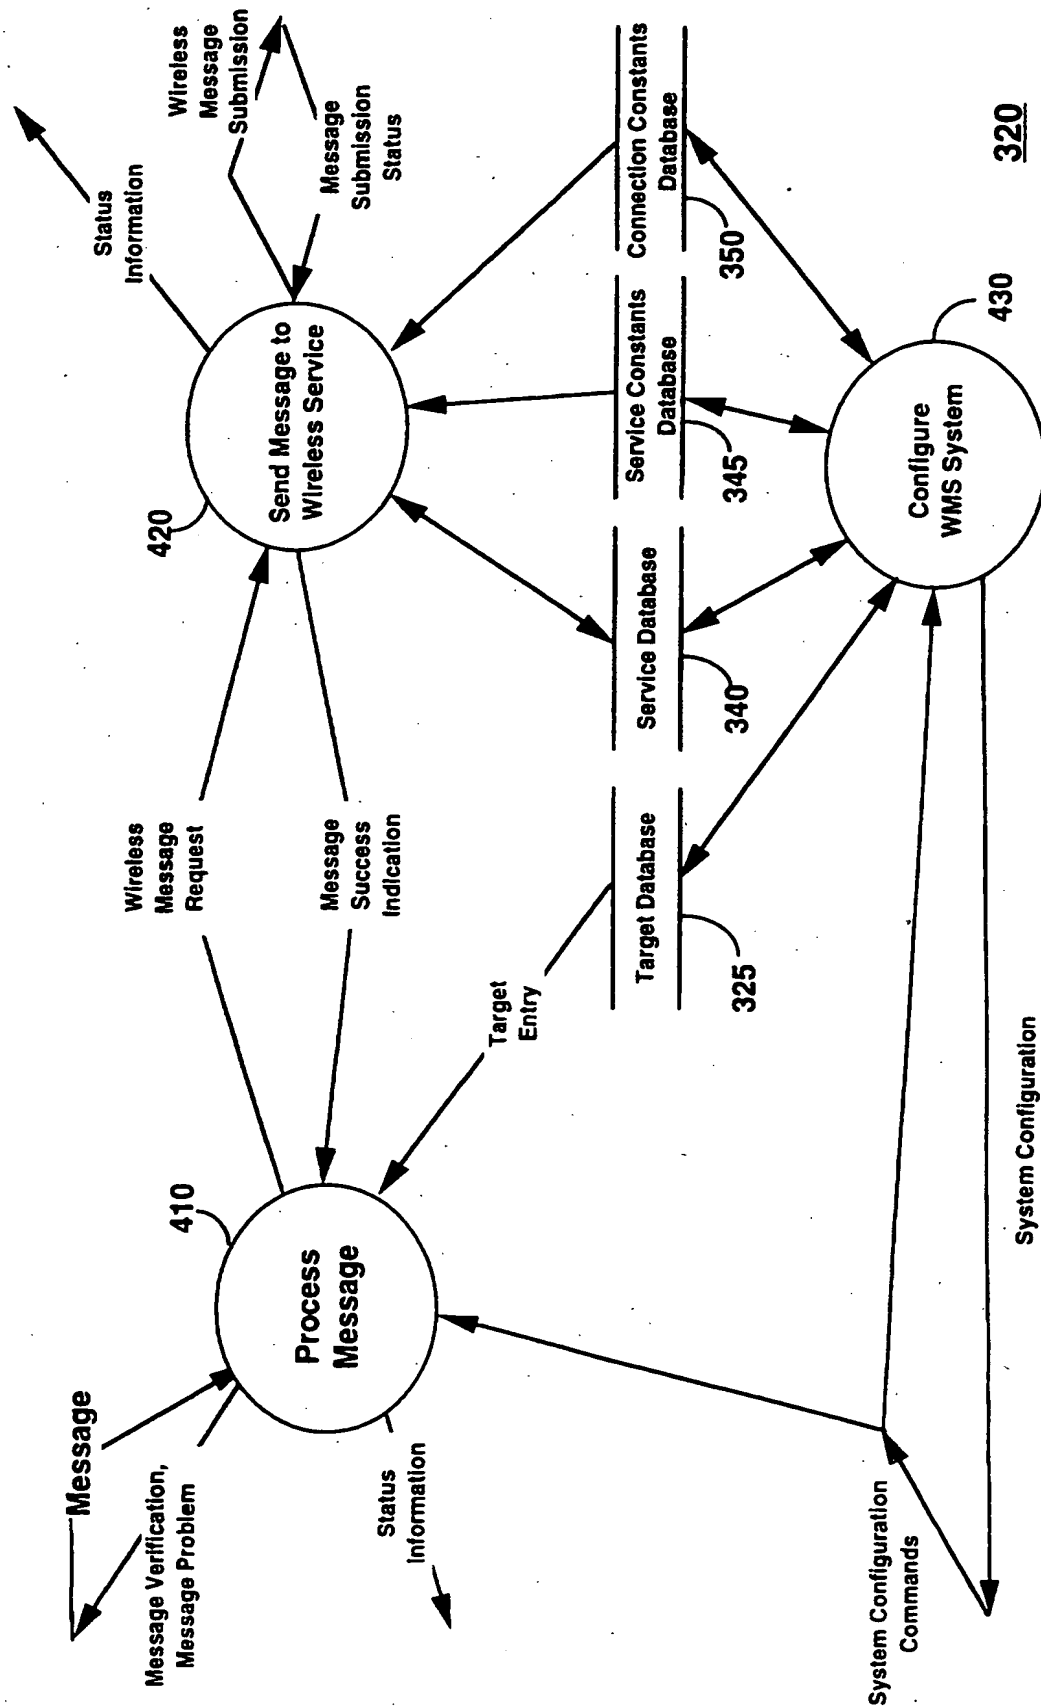 Message
Message Verification,
Message Problem
410
Process
Message
Status
Information
Wireless
Message
Request
Message
Success
Indication
Target
Entry
420
Send Message to
Wireless Service
Status
Information
Wireless
Message
Submission
Message
Submission
Status
Target Database
325
Service Database
340
Service Constants
Database
345
Connection Constants
Database
350
Configure
WMS System
430
System Configuration
Commands
System Configuration
320